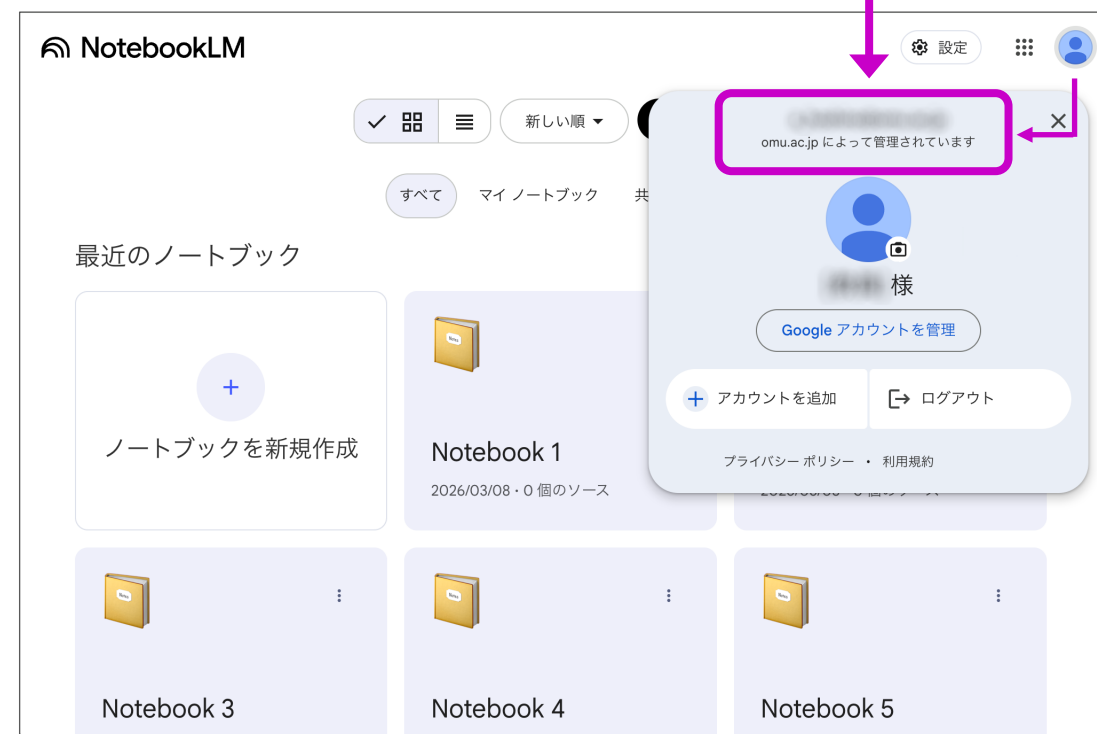 NotebookLM
設定
新しい順
omu.ac.jp によって管理されています
すべて
マイ ノートブック
共
最近のノートブック
様
Google アカウントを管理
アカウントを追加
ログアウト
プライバシー ポリシー・利用規約
ノートブックを新規作成
Notebook 1
2026/03/08・0 個のソース
Notebook 3
Notebook 4
Notebook 5